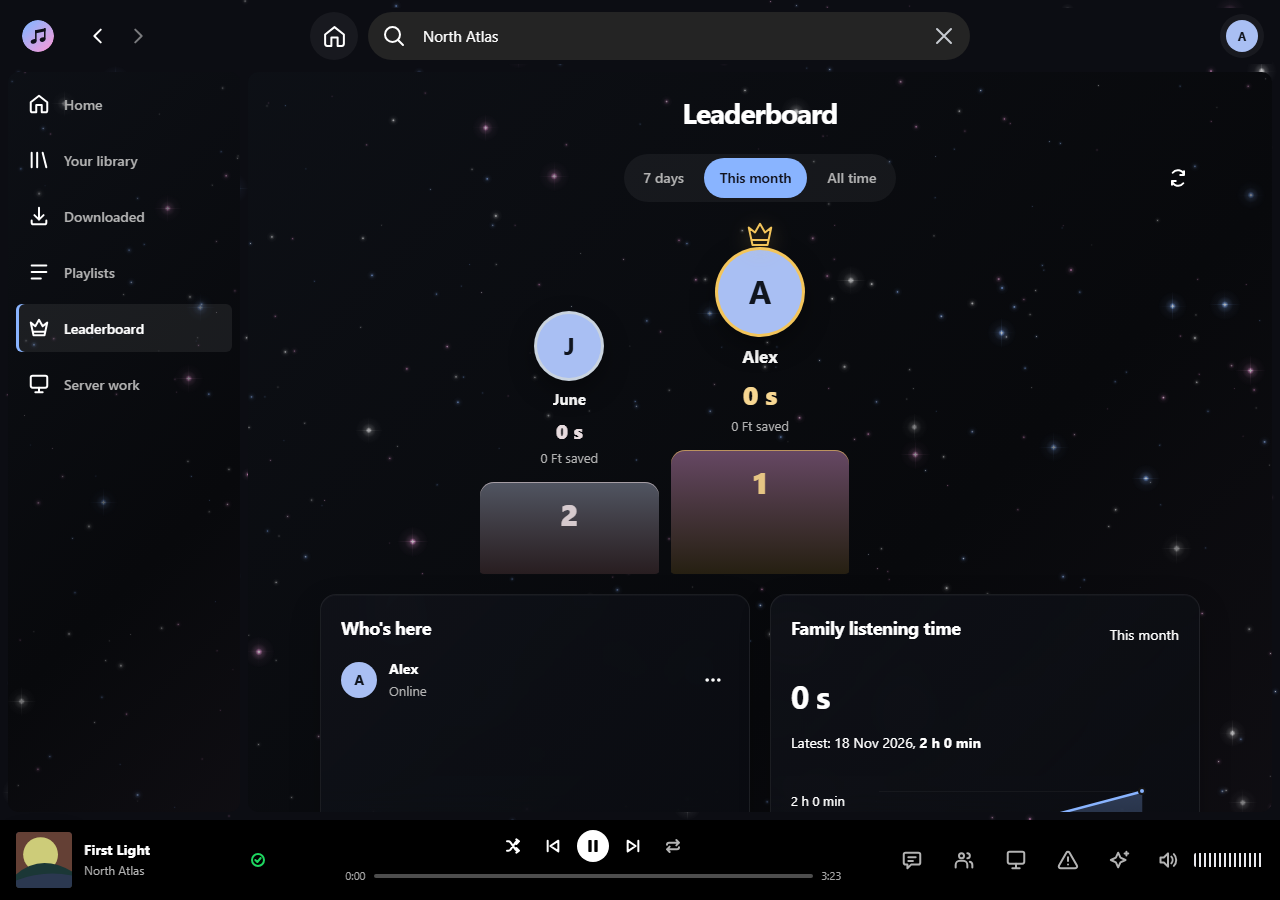 North Atlas
A
Home
Your library
Downloaded
Playlists
Leaderboard
Server work
Leaderboard
7 days
This month
All time
A
Alex
0 s
0 Ft saved
1
J
June
0 s
0 Ft saved
2
Who's here
A
Alex
Online
Family listening time
This month
0 s
Latest: 18 Nov 2026, 2 h 0 min
2 h 0 min
First Light
North Atlas
0:00
3:23